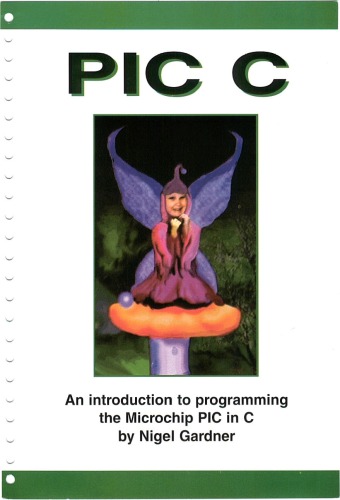 PIC C
An introduction to programming
the Microchip PIC in C
by Nigel Gardner